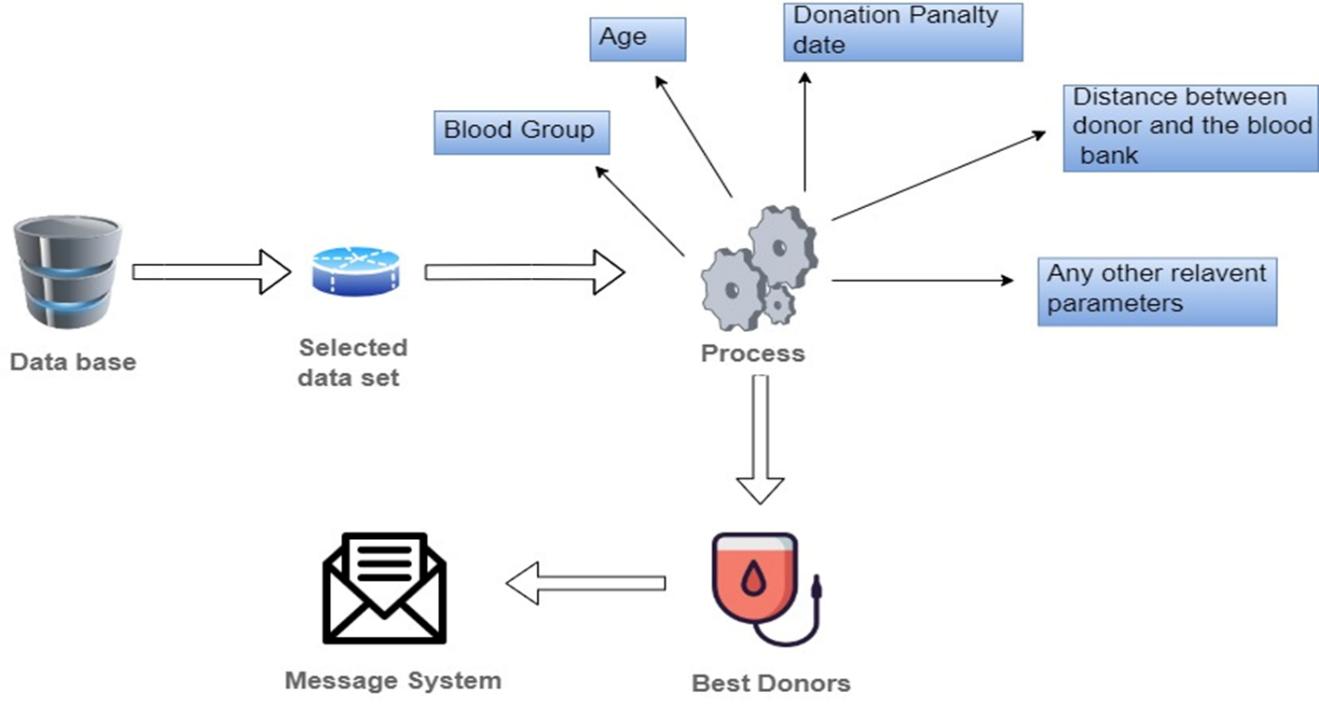 Donation Panalty
date
Age
Distance between
donor and the blood
bank
Blood Group
Any other relavent
parameters
Data base
Selected
data set
Process
Message System
Best Donors